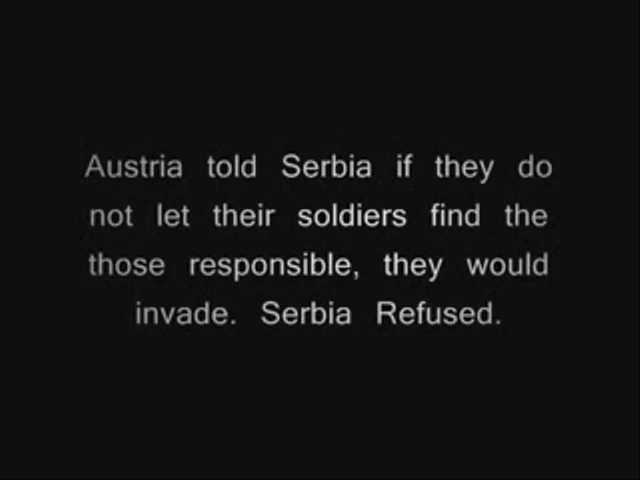 Austria told Serbia if they do
not let their soldiers find the
those responsible, they would
invade. Serbia Refused.